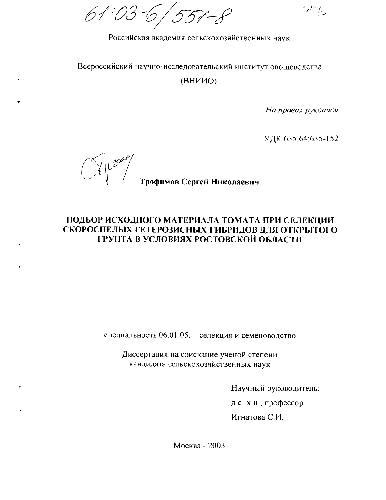 61:03-6/551-8
Российская академия сельскохозяйственных наук
Всероссийский научно-исследовательский институт овощеводства
(ВНИИО)
На правах рукописи
УДК 635.64:635-152
Трофимов Сергей Николаевич
ПОДБОР ИСХОДНОГО МАТЕРИАЛА ТОМАТА ПРИ СЕЛЕКЦИИ
СКОРОСПЕЛЫХ ГЕТЕРОЗИСНЫХ ГИБРИДОВ ДЛЯ ОТКРЫТОГО
ГРУНТА В УСЛОВИЯХ РОСТОВСКОЙ ОБЛАСТИ
специальность 06.01.05. селекция и семеноводство
Диссертация на соискание ученой степени
кандидата сельскохозяйственных наук
Научный руководитель:
д.с.-х.н., профессор
Игнатова С.И.
Москва - 2003